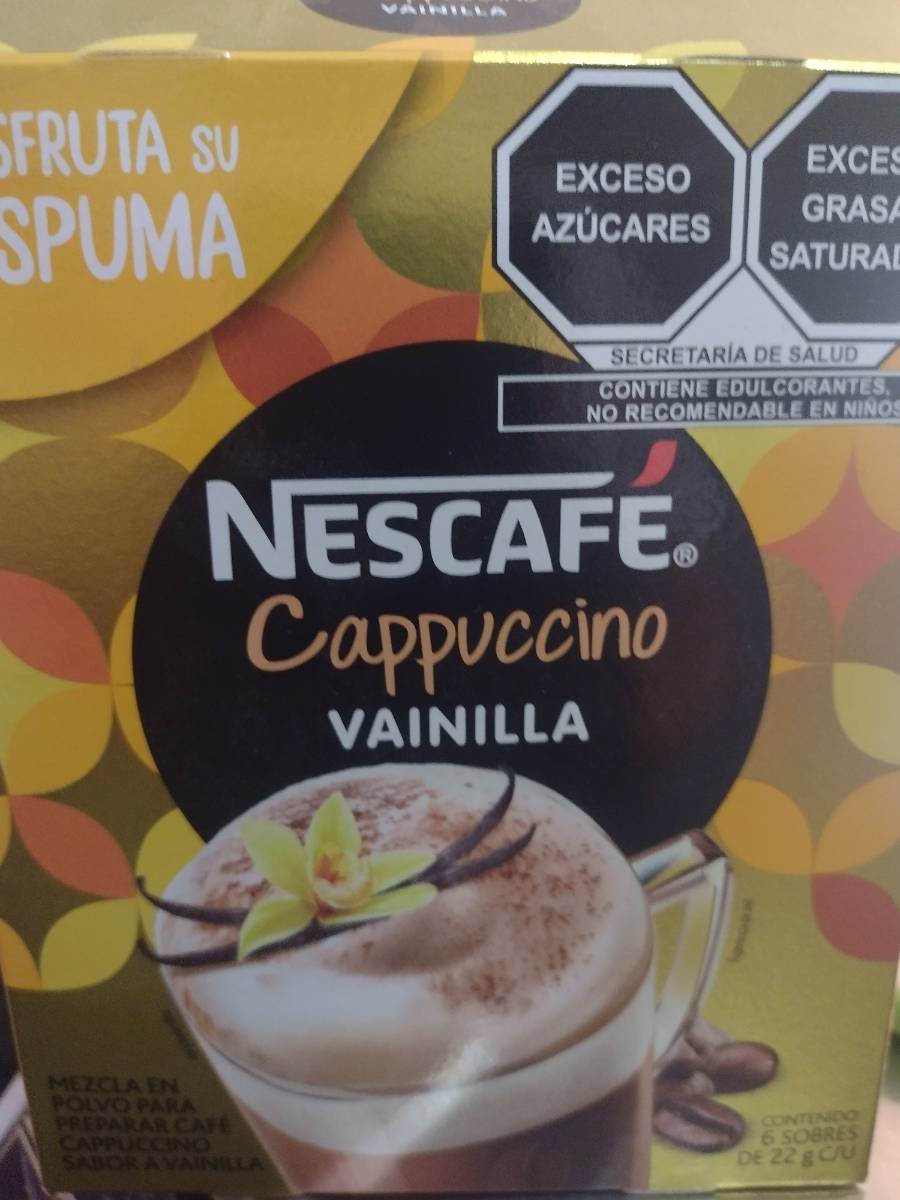 VAINILLA
SFRUTA SU
SPUMA
EXCESO
AZÚCARES
EXCES
GRASA
SATURAD
SECRETARÍA DE SALUD
CONTIENE EDULCORANTES,
NO RECOMENDABLE EN NIÑOS
NESCAFÉ®
Cappuccino
VAINILLA
MEZCLA EN
POLVO PARA
PREPARAR CAFÉ
CAPPUCCINO
SABOR A VAINILLA
CONTENIDO:
6 SOBRES
DE 22 g C/U